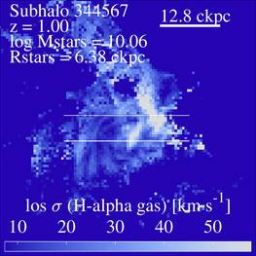 Subhalo 344567
12.8 ckpc
z = 1.00
log Mstars = 10.06
Rstars = 6.38 ckpc
los σ (H-alpha gas) [km s⁻¹]
10 20 30 40 50